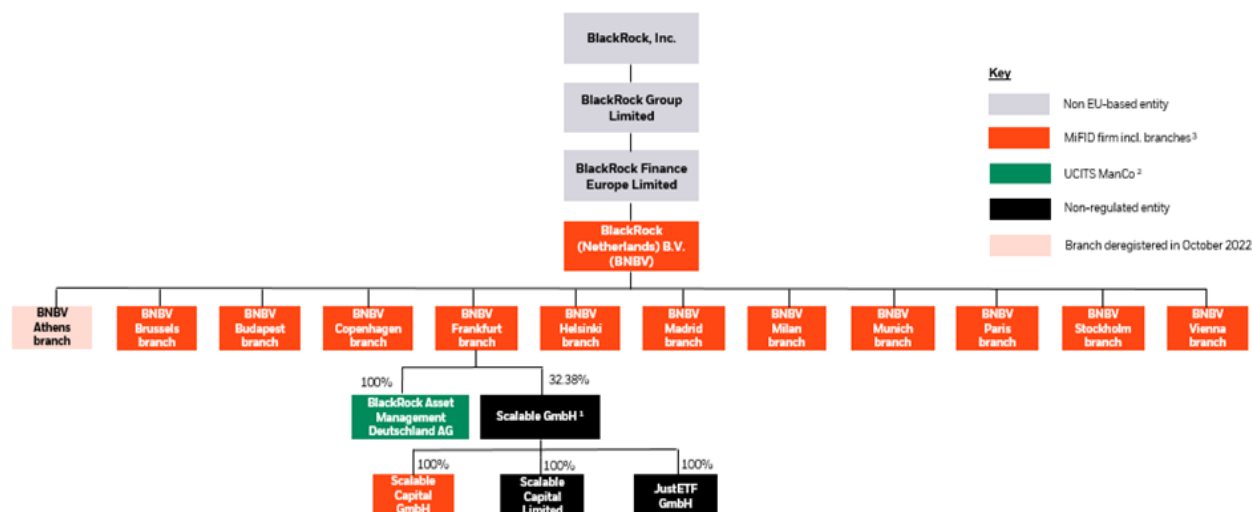 BlackRock, Inc.
BlackRock Group
Limited
BlackRock Finance
Europe Limited
BlackRock
(Netherlands) B.V.
(BNBV)
Key
Non EU-based entity
MiFID firm incl. branches³
UCITS ManCo ²
Non-regulated entity
Branch deregistered in October 2022
BNBV
Athens
branch
BNBV
Brussels
branch
BNBV
Budapest
branch
BNBV
Copenhagen
branch
BNBV
Frankfurt
branch
BNBV
Helsinki
branch
BNBV
Madrid
branch
BNBV
Milan
branch
BNBV
Munich
branch
BNBV
Paris
branch
BNBV
Stockholm
branch
BNBV
Vienna
branch
100%
32.38%
BlackRock Asset
Management
Deutschland AG
Scalable GmbH ¹
100%
100%
100%
Scalable
Capital
GmbH
Scalable
Capital
Limited
JustETF
GmbH